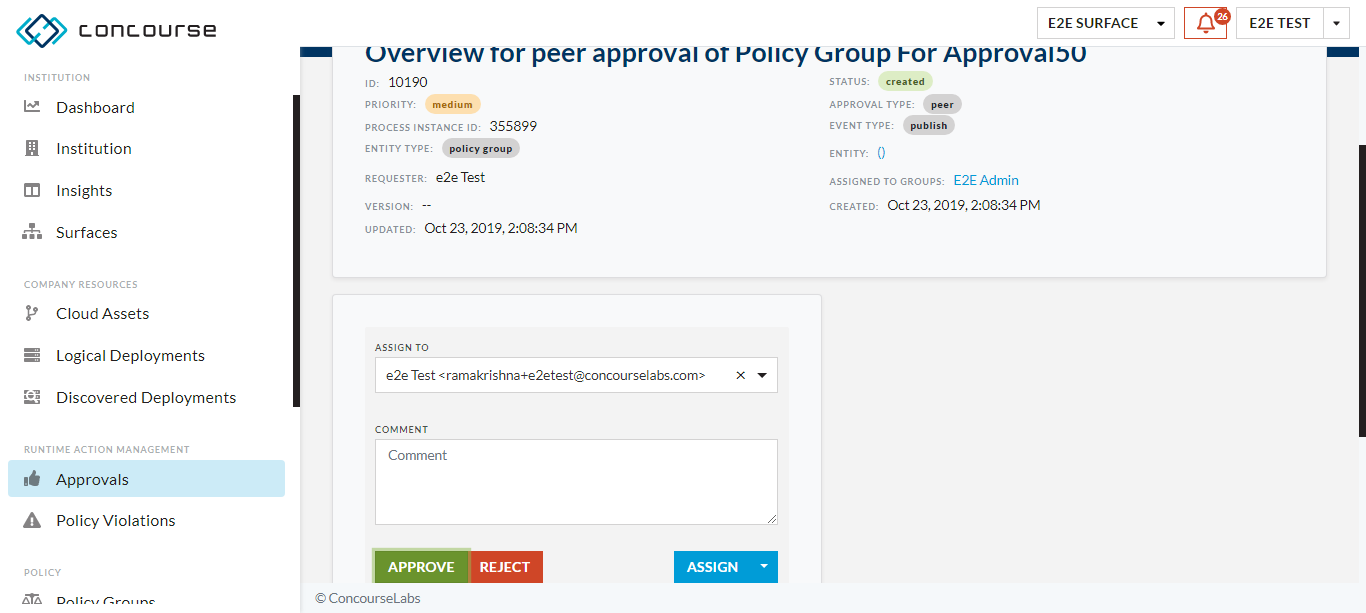 concourse
E2E SURFACE
26
E2E TEST
INSTITUTION
Dashboard
Institution
Insights
Surfaces
COMPANY RESOURCES
Cloud Assets
Logical Deployments
Discovered Deployments
RUNTIME ACTION MANAGEMENT
Approvals
Policy Violations
POLICY
Policy Groups
Overview for peer approval of Policy Group For Approval50
ID: 10190
PRIORITY: medium
PROCESS INSTANCE ID: 355899
ENTITY TYPE: policy group
REQUESTER: e2e Test
VERSION: --
UPDATED: Oct 23, 2019, 2:08:34 PM
STATUS: created
APPROVAL TYPE: peer
EVENT TYPE: publish
ENTITY: ()
ASSIGNED TO GROUPS: E2E Admin
CREATED: Oct 23, 2019, 2:08:34 PM
ASSIGN TO
e2e Test <ramakrishna+e2etest@concourselabs.com>
COMMENT
Comment
APPROVE REJECT ASSIGN
© ConcourseLabs